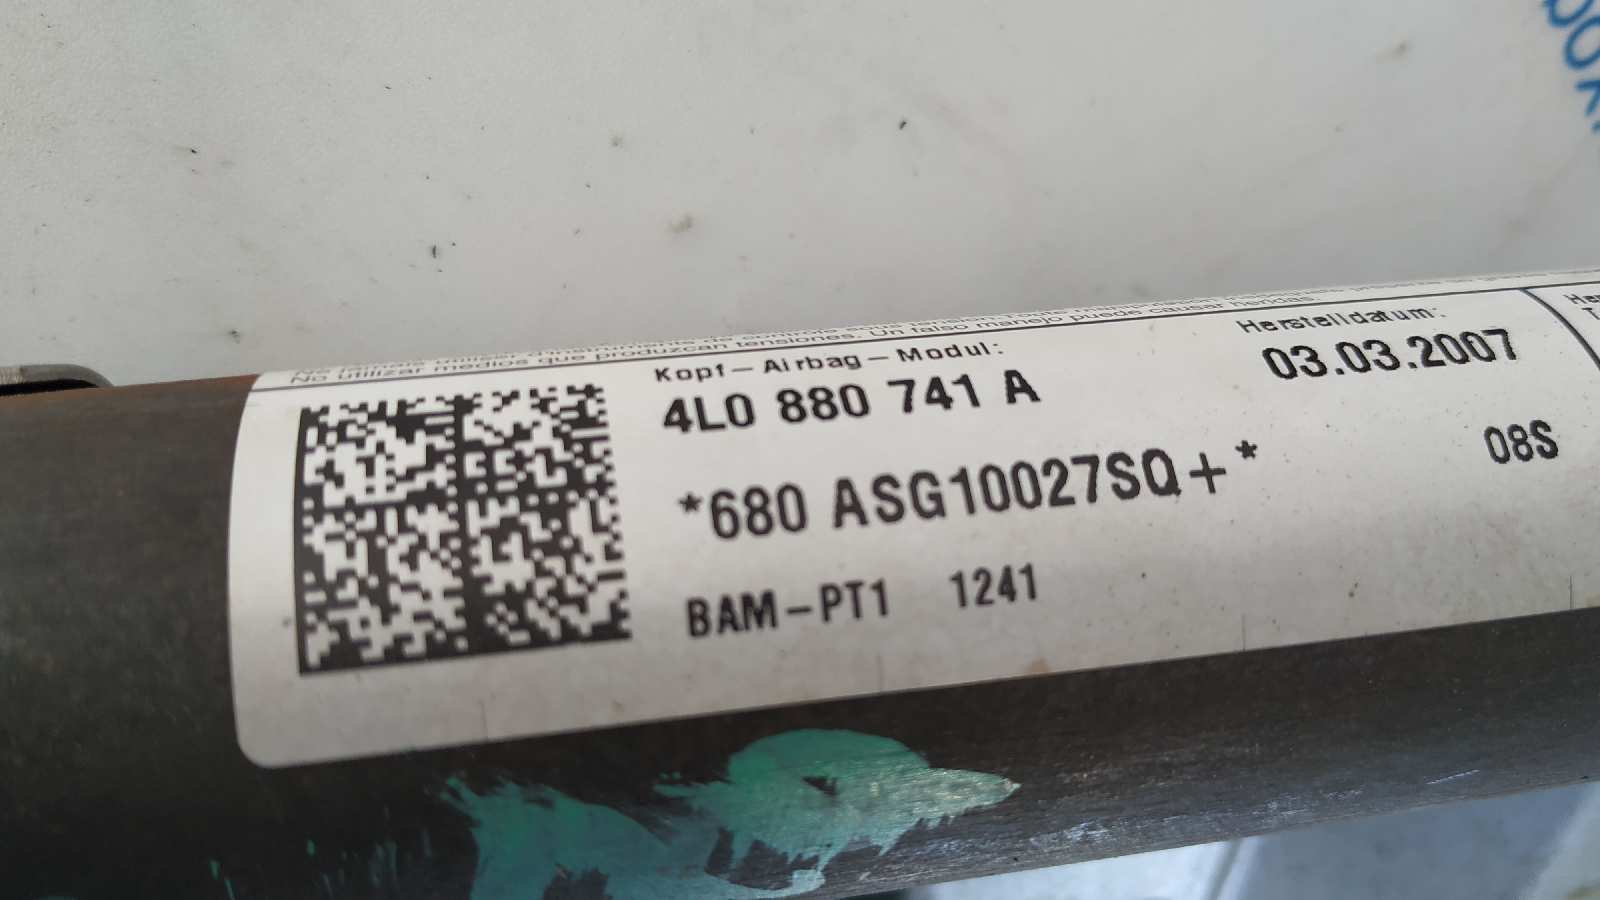 No utilizar medios que produzcan tensiones. Un falso manejo puede causar heridas.
Kopf-Airbag-Modul:
4L0 880 741 A
Herstelldatum:
03.03.2007
*680 ASG10027SQ+*
08S
BAM-PT1 1241